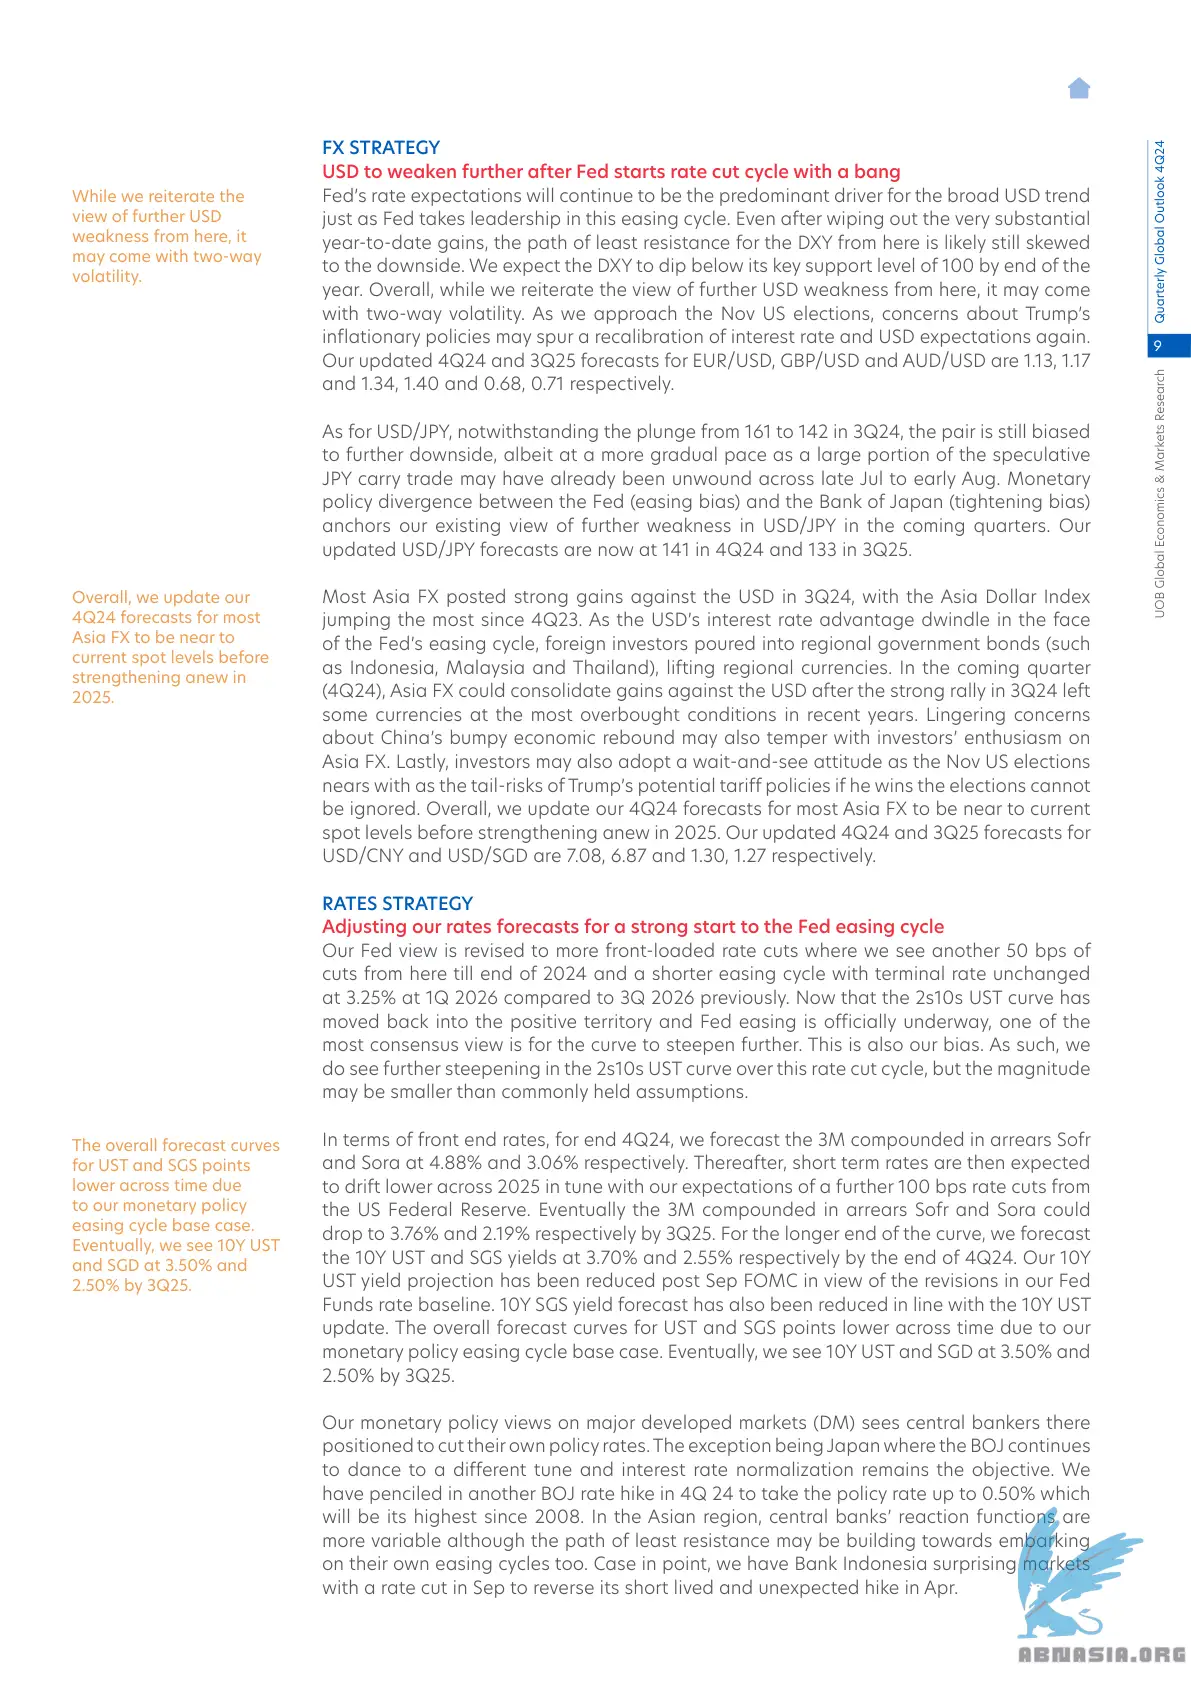 FX STRATEGY
USD to weaken further after Fed starts rate cut cycle with a bang
While we reiterate the
view of further USD
weakness from here, it
may come with two-way
volatility.
Fed's rate expectations will continue to be the predominant driver for the broad USD trend
just as Fed takes leadership in this easing cycle. Even after wiping out the very substantial
year-to-date gains, the path of least resistance for the DXY from here is likely still skewed
to the downside. We expect the DXY to dip below its key support level of 100 by end of the
year. Overall, while we reiterate the view of further USD weakness from here, it may come
with two-way volatility. As we approach the Nov US elections, concerns about Trump's
inflationary policies may spur a recalibration of interest rate and USD expectations again.
Our updated 4Q24 and 3Q25 forecasts for EUR/USD, GBP/USD and AUD/USD are 1.13, 1.17
and 1.34, 1.40 and 0.68, 0.71 respectively.
As for USD/JPY, notwithstanding the plunge from 161 to 142 in 3Q24, the pair is still biased
to further downside, albeit at a more gradual pace as a large portion of the speculative
JPY carry trade may have already been unwound across late Jul to early Aug. Monetary
policy divergence between the Fed (easing bias) and the Bank of Japan (tightening bias)
anchors our existing view of further weakness in USD/JPY in the coming quarters. Our
updated USD/JPY forecasts are now at 141 in 4Q24 and 133 in 3Q25.
Overall, we update our
4Q24 forecasts for most
Asia FX to be near to
current spot levels before
strengthening anew in
2025.
Most Asia FX posted strong gains against the USD in 3Q24, with the Asia Dollar Index
jumping the most since 4Q23. As the USD's interest rate advantage dwindle in the face
of the Fed's easing cycle, foreign investors poured into regional government bonds (such
as Indonesia, Malaysia and Thailand), lifting regional currencies. In the coming quarter
(4Q24), Asia FX could consolidate gains against the USD after the strong rally in 3Q24 left
some currencies at the most overbought conditions in recent years. Lingering concerns
about China's bumpy economic rebound may also temper with investors' enthusiasm on
Asia FX. Lastly, investors may also adopt a wait-and-see attitude as the Nov US elections
nears with as the tail-risks of Trump's potential tariff policies if he wins the elections cannot
be ignored. Overall, we update our 4Q24 forecasts for most Asia FX to be near to current
spot levels before strengthening anew in 2025. Our updated 4Q24 and 3Q25 forecasts for
USD/CNY and USD/SGD are 7.08, 6.87 and 1.30, 1.27 respectively.
RATES STRATEGY
Adjusting our rates forecasts for a strong start to the Fed easing cycle
Our Fed view is revised to more front-loaded rate cuts where we see another 50 bps of
cuts from here till end of 2024 and a shorter easing cycle with terminal rate unchanged
at 3.25% at 1Q 2026 compared to 3Q 2026 previously. Now that the 2s10s UST curve has
moved back into the positive territory and Fed easing is officially underway, one of the
most consensus view is for the curve to steepen further. This is also our bias. As such, we
do see further steepening in the 2s10s UST curve over this rate cut cycle, but the magnitude
may be smaller than commonly held assumptions.
The overall forecast curves
for UST and SGS points
lower across time due
to our monetary policy
easing cycle base case.
Eventually, we see 10Y UST
and SGD at 3.50% and
2.50% by 3Q25.
In terms of front end rates, for end 4Q24, we forecast the 3M compounded in arrears Sofr
and Sora at 4.88% and 3.06% respectively. Thereafter, short term rates are then expected
to drift lower across 2025 in tune with our expectations of a further 100 bps rate cuts from
the US Federal Reserve. Eventually the 3M compounded in arrears Sofr and Sora could
drop to 3.76% and 2.19% respectively by 3Q25. For the longer end of the curve, we forecast
the 10Y UST and SGS yields at 3.70% and 2.55% respectively by the end of 4Q24. Our 10Y
UST yield projection has been reduced post Sep FOMC in view of the revisions in our Fed
Funds rate baseline. 10Y SGS yield forecast has also been reduced in line with the 10Y UST
update. The overall forecast curves for UST and SGS points lower across time due to our
monetary policy easing cycle base case. Eventually, we see 10Y UST and SGD at 3.50% and
2.50% by 3Q25.
Our monetary policy views on major developed markets (DM) sees central bankers there
positioned to cut their own policy rates. The exception being Japan where the BOJ continues
to dance to a different tune and interest rate normalization remains the objective. We
have penciled in another BOJ rate hike in 4Q 24 to take the policy rate up to 0.50% which
will be its highest since 2008. In the Asian region, central banks' reaction functions are
more variable although the path of least resistance may be building towards embarking
on their own easing cycles too. Case in point, we have Bank Indonesia surprising markets
with a rate cut in Sep to reverse its short lived and unexpected hike in Apr.
Quarterly Global Outlook 4Q24
9
UOB Global Economics & Markets Research
ABNASIA.ORG